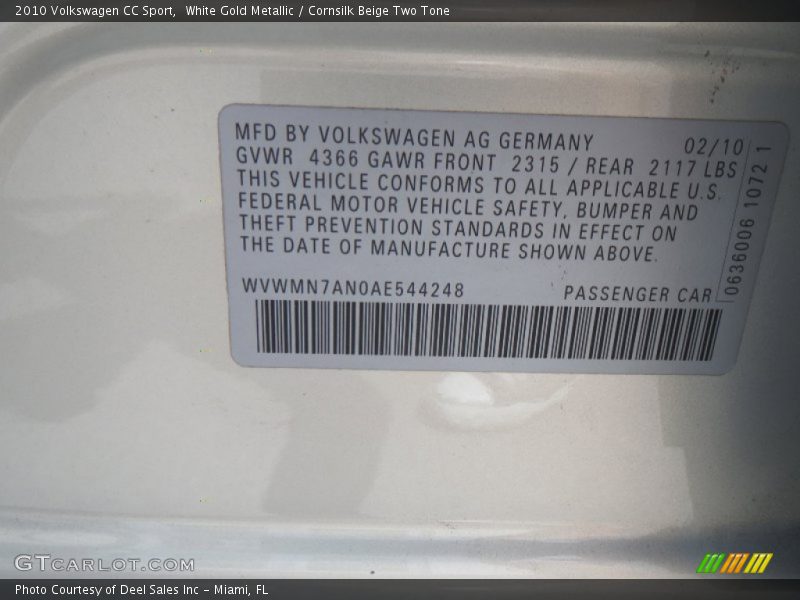 2010 Volkswagen CC Sport,  White Gold Metallic / Cornsilk Beige Two Tone
MFD BY VOLKSWAGEN AG GERMANY 02/10
GVWR 4366 GAWR FRONT 2315 / REAR 2117 LBS
THIS VEHICLE CONFORMS TO ALL APPLICABLE U.S.
FEDERAL MOTOR VEHICLE SAFETY, BUMPER AND
THEFT PREVENTION STANDARDS IN EFFECT ON
THE DATE OF MANUFACTURE SHOWN ABOVE.
WVWMN7AN0AE544248 PASSENGER CAR
0636006 1072 1
GTCARLOT.COM
Photo Courtesy of Deel Sales Inc - Miami, FL